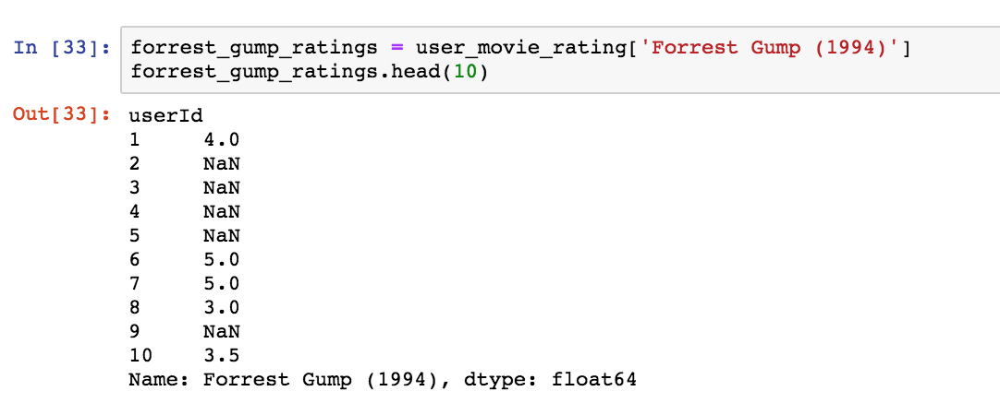 In [33]: forrest_gump_ratings = user_movie_rating['Forrest Gump (1994)']
forrest_gump_ratings.head(10)
Out[33]: userId
1 4.0
2 NaN
3 NaN
4 NaN
5 NaN
6 5.0
7 5.0
8 3.0
9 NaN
10 3.5
Name: Forrest Gump (1994), dtype: float64